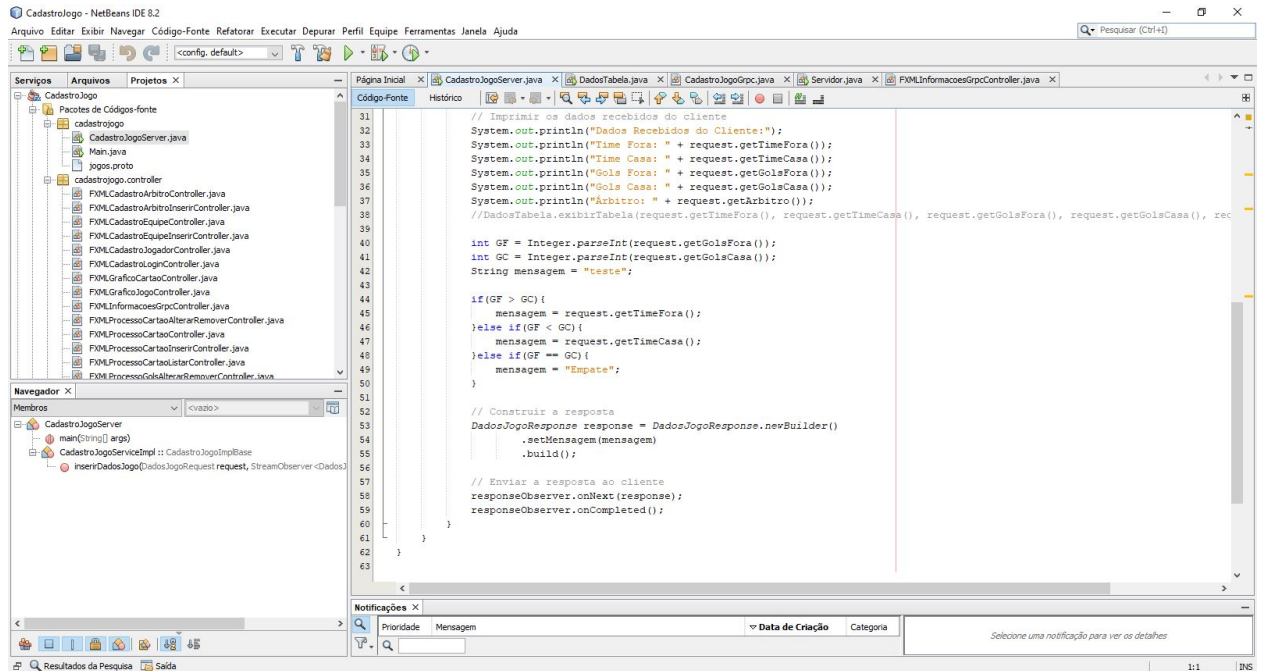 CadastroJogo - NetBeans IDE 8.2
Arquivo Editar Exibir Navegar Código-Fonte Refatorar Executar Depurar Perfil Equipe Ferramentas Janela Ajuda
Pesquisar (Ctrl+I)
<config. default>
Serviços Arquivos Projetos
CadastroJogo
Pacotes de Códigos-fonte
cadastrojogo
CadastroJogoServer.java
Main.java
jogos.proto
cadastrojogo.controller
FXMLCadastroArbitroController.java
FXMLCadastroArbitroInserirController.java
FXMLCadastroEquipeController.java
FXMLCadastroEquipeInserirController.java
FXMLCadastroJogadorController.java
FXMLCadastroLoginController.java
FXMLGraficoCartaoController.java
FXMLGraficoJogoController.java
FXMLInformacoesGrpcController.java
FXMLProcessoCartaoAlterarRemoverController.java
FXMLProcessoCartaoController.java
FXMLProcessoCartaoInserirController.java
FXMLProcessoCartaoListarController.java
FXMLProcessoGolsAlterarRemoverController.java
Navegador
Membros <vazio>
CadastroJogoServer
main(String[] args)
CadastroJogoServiceImpl :: CadastroJogoImplBase
inserirDadosJogo(DadosJogoRequest request, StreamObserver<DadosJ
Página Inicial CadastroJogoServer.java DadosTabela.java CadastroJogoGrpc.java Servidor.java FXMLInformacoesGrpcController.java
Código-Fonte Histórico
31 // Imprimir os dados recebidos do cliente
32 System.out.println("Dados Recebidos do Cliente:");
33 System.out.println("Time Fora: " + request.getTimeFora());
34 System.out.println("Time Casa: " + request.getTimeCasa());
35 System.out.println("Gols Fora: " + request.getGolsFora());
36 System.out.println("Gols Casa: " + request.getGolsCasa());
37 System.out.println("Árbitro: " + request.getArbitro());
38 //DadosTabela.exibirTabela(request.getTimeFora(), request.getTimeCasa(), request.getGolsFora(), request.getGolsCasa(), req
39
40 int GF = Integer.parseInt(request.getGolsFora());
41 int GC = Integer.parseInt(request.getGolsCasa());
42 String mensagem = "teste";
43
44 if(GF > GC){
45 mensagem = request.getTimeFora();
46 }else if(GF < GC){
47 mensagem = request.getTimeCasa();
48 }else if(GF == GC){
49 mensagem = "Empate";
50 }
51
52 // Construir a resposta
53 DadosJogoResponse response = DadosJogoResponse.newBuilder()
54 .setMensagem(mensagem)
55 .build();
56
57 // Enviar a resposta ao cliente
58 responseObserver.onNext(response);
59 responseObserver.onCompleted();
60 }
61 }
62 }
63
Notificações
Prioridade Mensagem Data de Criação Categoria
Selecione uma notificação para ver os detalhes
Resultados da Pesquisa Saída
1:1 INS